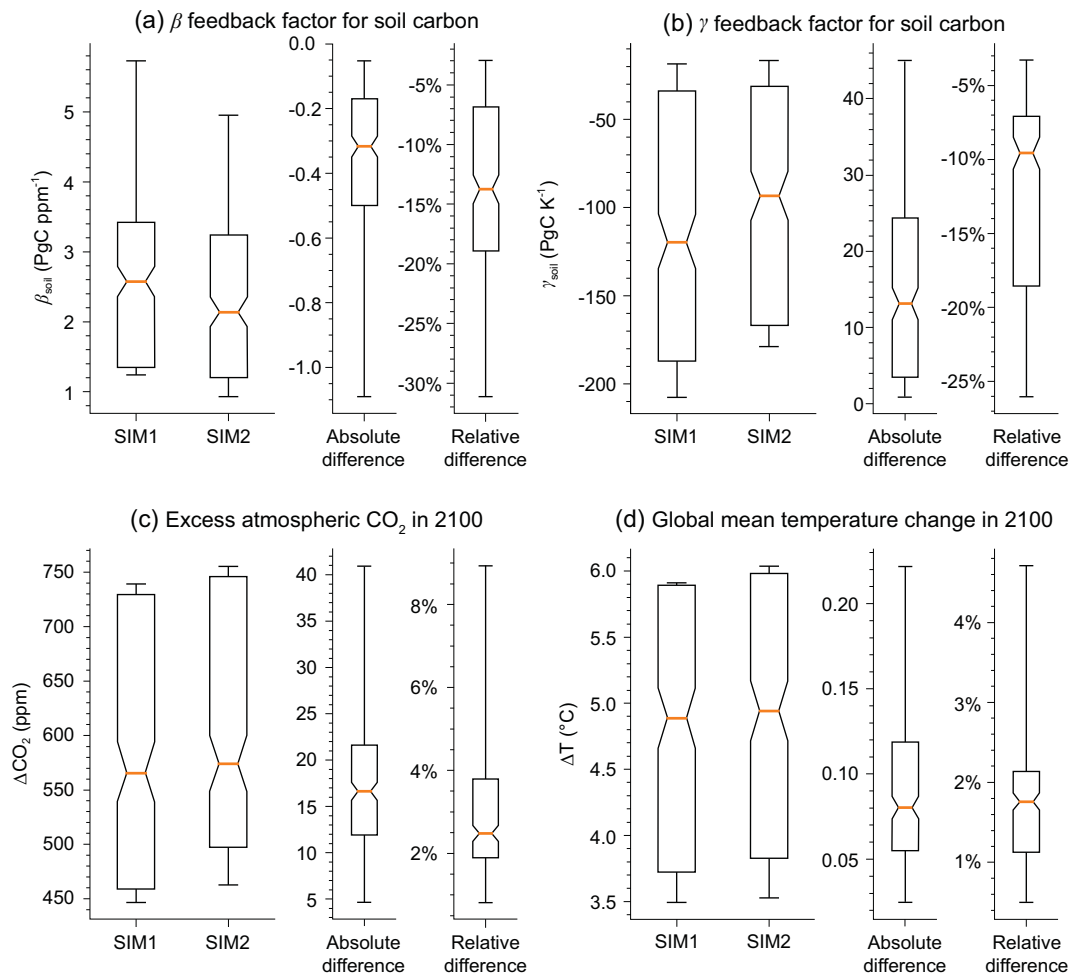 (a) β feedback factor for soil carbon
βsoil (PgC ppm-1)
5
4
3
2
1
0.0
-0.2
-0.4
-0.6
-0.8
-1.0
-5%
-10%
-15%
-20%
-25%
-30%
SIM1
SIM2
Absolute
difference
Relative
difference
(b) γ feedback factor for soil carbon
γsoil (PgC K-1)
-50
-100
-150
-200
40
30
20
10
0
-5%
-10%
-15%
-20%
-25%
SIM1
SIM2
Absolute
difference
Relative
difference
(c) Excess atmospheric CO2 in 2100
ΔCO2 (ppm)
750
700
650
600
550
500
450
40
35
30
25
20
15
10
5
8%
6%
4%
2%
SIM1
SIM2
Absolute
difference
Relative
difference
(d) Global mean temperature change in 2100
ΔT (°C)
6.0
5.5
5.0
4.5
4.0
3.5
0.20
0.15
0.10
0.05
4%
3%
2%
1%
SIM1
SIM2
Absolute
difference
Relative
difference